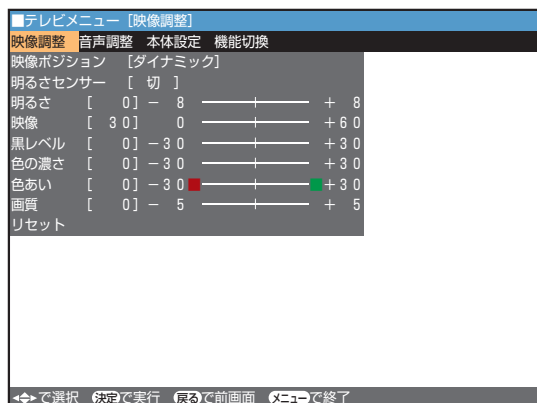 ■テレビメニュー [映像調整]
映像調整 音声調整 本体設定 機能切換
映像ポジション [ダイナミック]
明るさセンサー [ 切 ]
明るさ [ 0] − 8 + 8
映像 [ 30] 0 +60
黒レベル [ 0] −30 +30
色の濃さ [ 0] −30 +30
色あい [ 0] −30 +30
画質 [ 0] − 5 + 5
リセット
で選択 決定で実行 戻るで前画面 メニューで終了